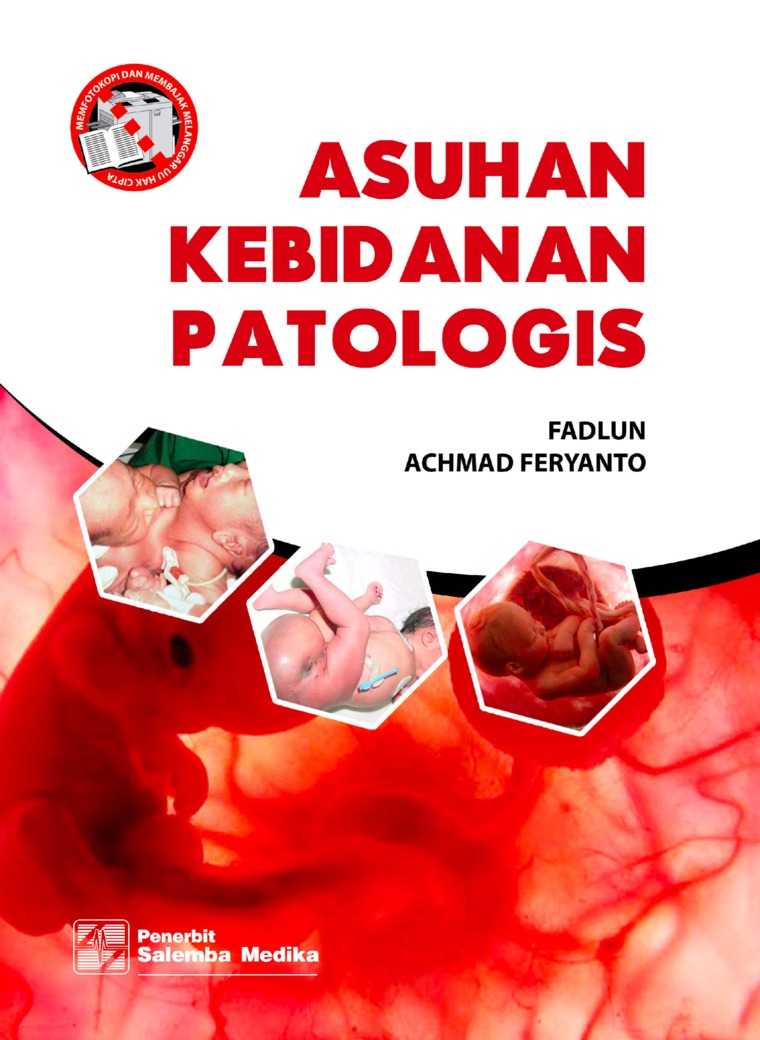 MEMFOTOKOPI DAN MEMBAJAK MELANGGAR UU HAK CIPTA
ASUHAN
KEBIDANAN
PATOLOGIS
FADLUN
ACHMAD FERYANTO
Penerbit
Salemba Medika